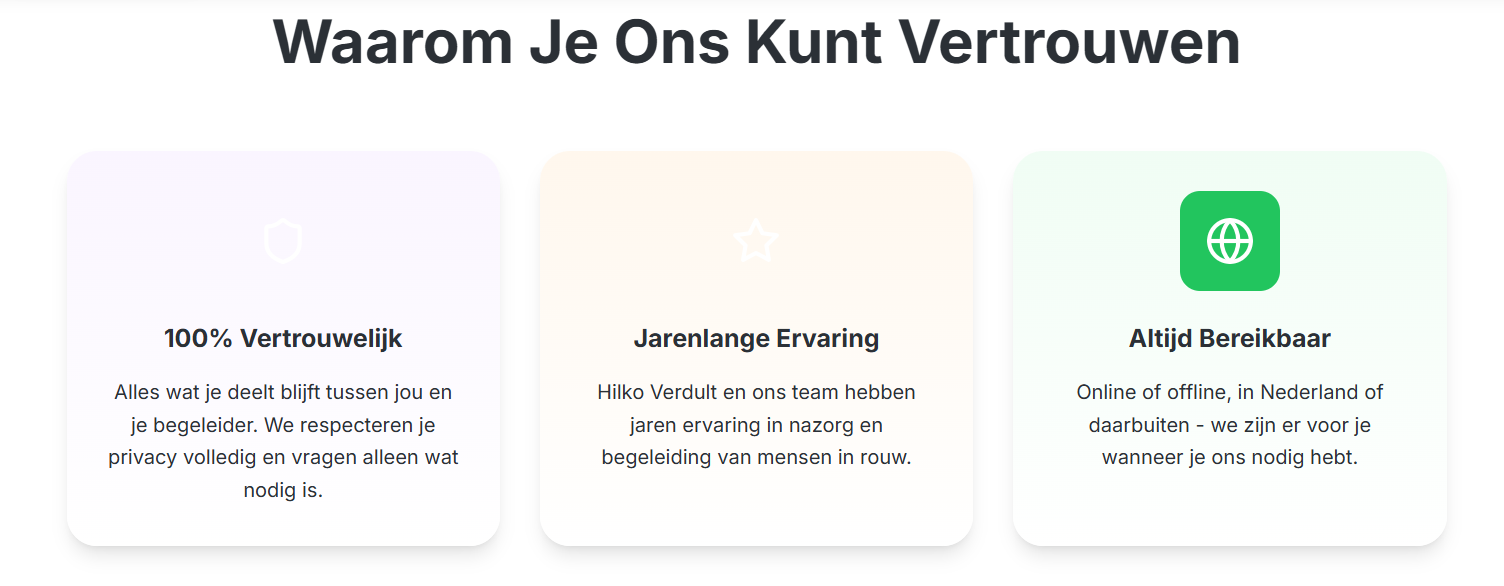 Waarom Je Ons Kunt Vertrouwen
100% Vertrouwelijk
Alles wat je deelt blijft tussen jou en
je begeleider. We respecteren je
privacy volledig en vragen alleen wat
nodig is.
Jarenlange Ervaring
Hilko Verdult en ons team hebben
jaren ervaring in nazorg en
begeleiding van mensen in rouw.
Altijd Bereikbaar
Online of offline, in Nederland of
daarbuiten - we zijn er voor je
wanneer je ons nodig hebt.